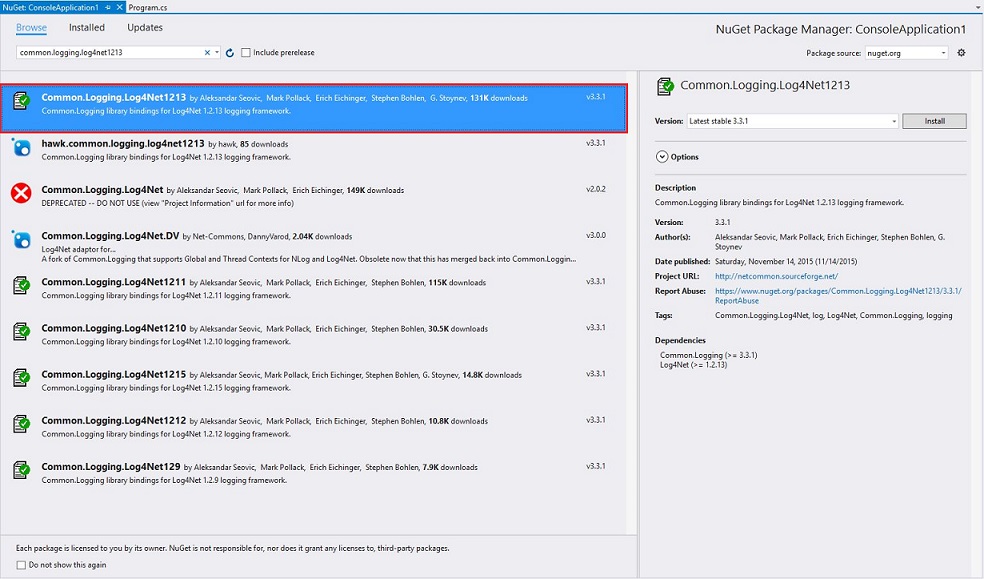 NuGet: ConsoleApplication1
Program.cs
Browse Installed Updates
NuGet Package Manager: ConsoleApplication1
common.logging.log4net1213
Include prerelease
Package source: nuget.org
Common.Logging.Log4Net1213 by Aleksandar Seovic, Mark Pollack, Erich Eichinger, Stephen Bohlen, G. Stoynev, 131K downloads v3.3.1
Common.Logging library bindings for Log4Net 1.2.13 logging framework.
hawk.common.logging.log4net1213 by hawk, 85 downloads v3.3.1
Common.Logging library bindings for Log4Net 1.2.13 logging framework.
Common.Logging.Log4Net by Aleksandar Seovic, Mark Pollack, Erich Eichinger, 149K downloads v2.0.2
DEPRECATED -- DO NOT USE (view "Project Information" url for more info)
Common.Logging.Log4Net.DV by Net-Commons, DannyVarod, 2.04K downloads v3.0.0
Log4Net adaptor for...
A fork of Common.Logging that supports Global and Thread Contexts for NLog and Log4Net. Obsolete now that this has merged back into Common.Loggin...
Common.Logging.Log4Net1211 by Aleksandar Seovic, Mark Pollack, Erich Eichinger, Stephen Bohlen, 115K downloads v3.3.1
Common.Logging library bindings for Log4Net 1.2.11 logging framework.
Common.Logging.Log4Net1210 by Aleksandar Seovic, Mark Pollack, Erich Eichinger, Stephen Bohlen, 30.5K downloads v3.3.1
Common.Logging library bindings for Log4Net 1.2.10 logging framework.
Common.Logging.Log4Net1215 by Aleksandar Seovic, Mark Pollack, Erich Eichinger, Stephen Bohlen, G. Stoynev, 14.8K downloads v3.3.1
Common.Logging library bindings for Log4Net 1.2.15 logging framework.
Common.Logging.Log4Net1212 by Aleksandar Seovic, Mark Pollack, Erich Eichinger, Stephen Bohlen, 10.8K downloads v3.3.1
Common.Logging library bindings for Log4Net 1.2.12 logging framework.
Common.Logging.Log4Net129 by Aleksandar Seovic, Mark Pollack, Erich Eichinger, Stephen Bohlen, 7.9K downloads v3.3.1
Common.Logging library bindings for Log4Net 1.2.9 logging framework.
Each package is licensed to you by its owner. NuGet is not responsible for, nor does it grant any licenses to, third-party packages.
Do not show this again
Common.Logging.Log4Net1213
Version: Latest stable 3.3.1 Install
Options
Description
Common.Logging library bindings for Log4Net 1.2.13 logging framework.
Version: 3.3.1
Author(s): Aleksandar Seovic, Mark Pollack, Erich Eichinger, Stephen Bohlen, G.
Stoynev
Date published: Saturday, November 14, 2015 (11/14/2015)
Project URL: http://netcommon.sourceforge.net/
Report Abuse: https://www.nuget.org/packages/Common.Logging.Log4Net1213/3.3.1/
ReportAbuse
Tags: Common.Logging.Log4Net, log, Log4Net, Common.Logging, logging
Dependencies
Common.Logging (>= 3.3.1)
Log4Net (>= 1.2.13)